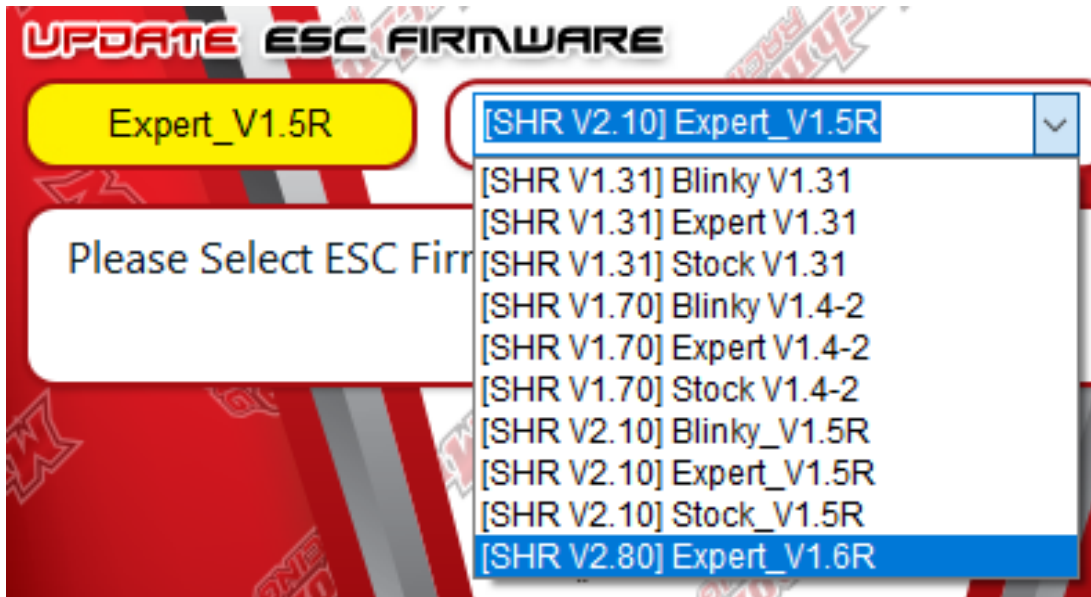 UPDATE ESC FIRMWARE
Expert_V1.5R
[SHR V2.10] Expert_V1.5R
[SHR V1.31] Blinky V1.31
[SHR V1.31] Expert V1.31
[SHR V1.31] Stock V1.31
[SHR V1.70] Blinky V1.4-2
[SHR V1.70] Expert V1.4-2
[SHR V1.70] Stock V1.4-2
[SHR V2.10] Blinky_V1.5R
[SHR V2.10] Expert_V1.5R
[SHR V2.10] Stock_V1.5R
[SHR V2.80] Expert_V1.6R
Please Select ESC